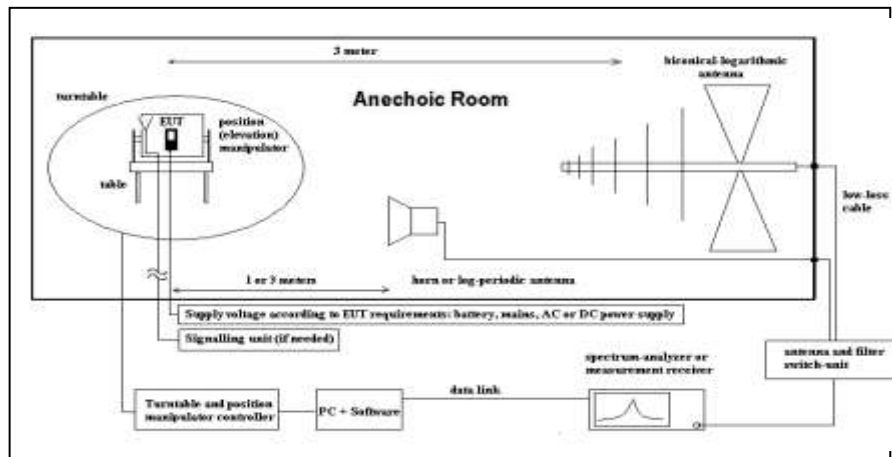 3 meter
biconical-logarithmic
antenna
turntable
Anechoic Room
EUT
position
(elevation)
manipulator
table
low-loss
cable
1 or 3 meters
horn or log-periodic antenna
Supply voltage according to EUT requirements: battery, mains, AC or DC power supply
Signalling unit (if needed)
spectrum-analyzer or
measurement receiver
antenna and filter
switch-unit
Turntable and position
manipulator controller
PC + Software
data link